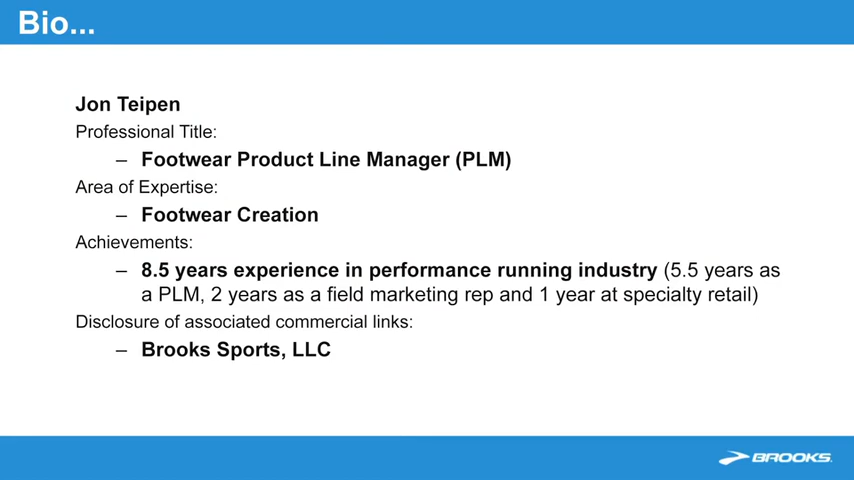 Bio...
Jon Teipen
Professional Title:
– Footwear Product Line Manager (PLM)
Area of Expertise:
– Footwear Creation
Achievements:
– 8.5 years experience in performance running industry (5.5 years as
a PLM, 2 years as a field marketing rep and 1 year at specialty retail)
Disclosure of associated commercial links:
– Brooks Sports, LLC
BROOKS.